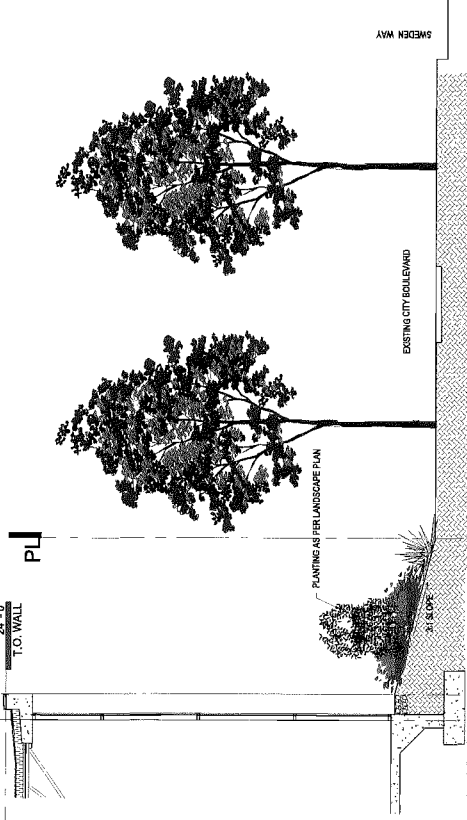 SWEDEN WAY
EXISTING CITY BOULEVARD
PLANTING AS PER LANDSCAPE PLAN
PL
T.O. WALL
2:1 SLOPE